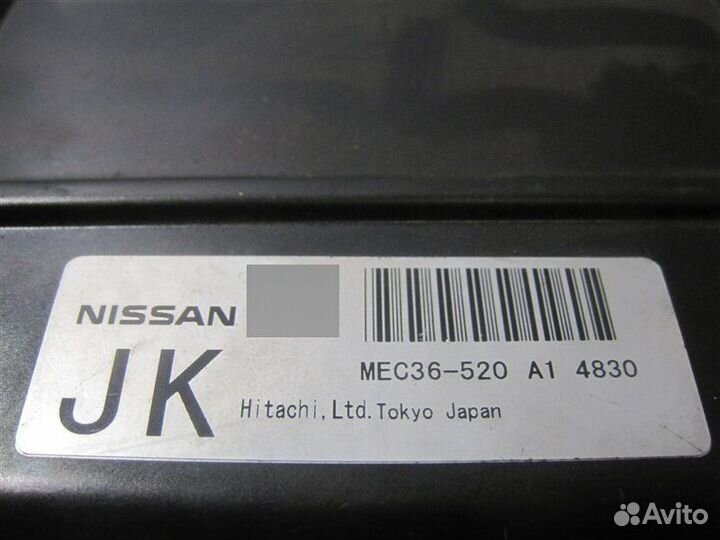 NISSAN
JK
MEC36-520 A1 4830
Hitachi,Ltd.Tokyo Japan
Avito